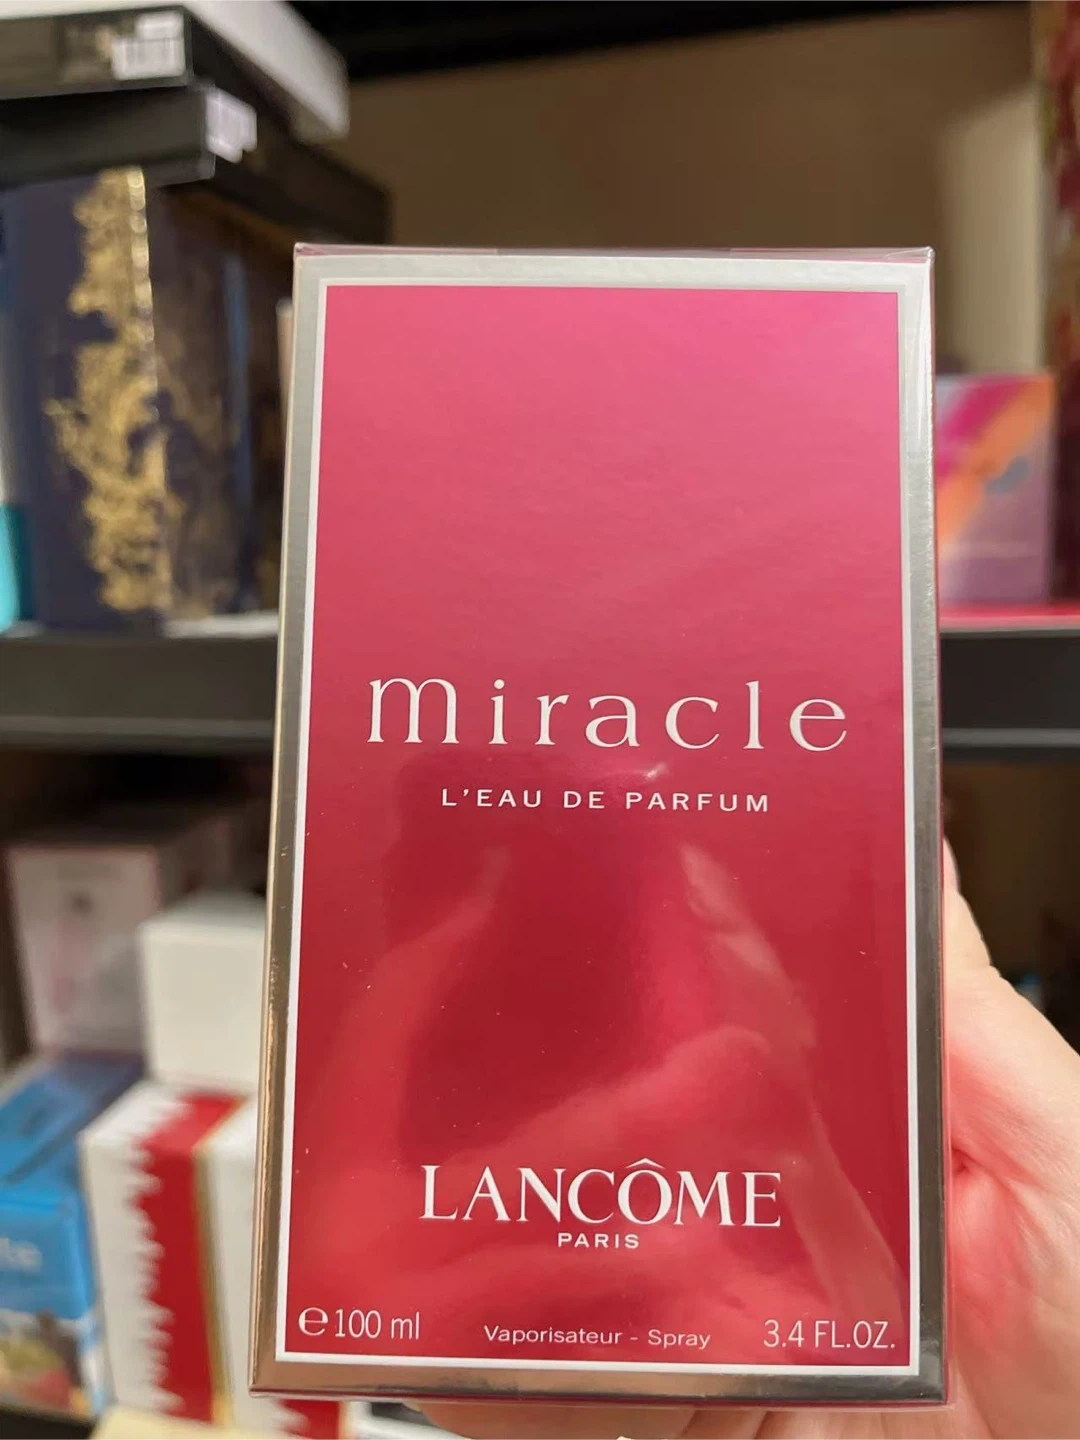 miracle
L'EAU DE PARFUM
LANCÔME
PARIS
℮100 ml
Vaporisateur - Spray
3.4 FL.OZ.